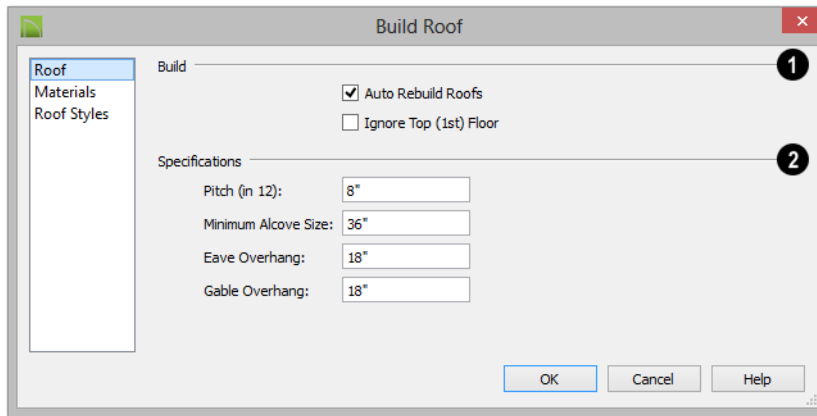 Build Roof
Roof
Materials
Roof Styles
Build
1
Auto Rebuild Roofs
Ignore Top (1st) Floor
Specifications
2
Pitch (in 12): 8"
Minimum Alcove Size: 36"
Eave Overhang: 18"
Gable Overhang: 18"
OK Cancel Help